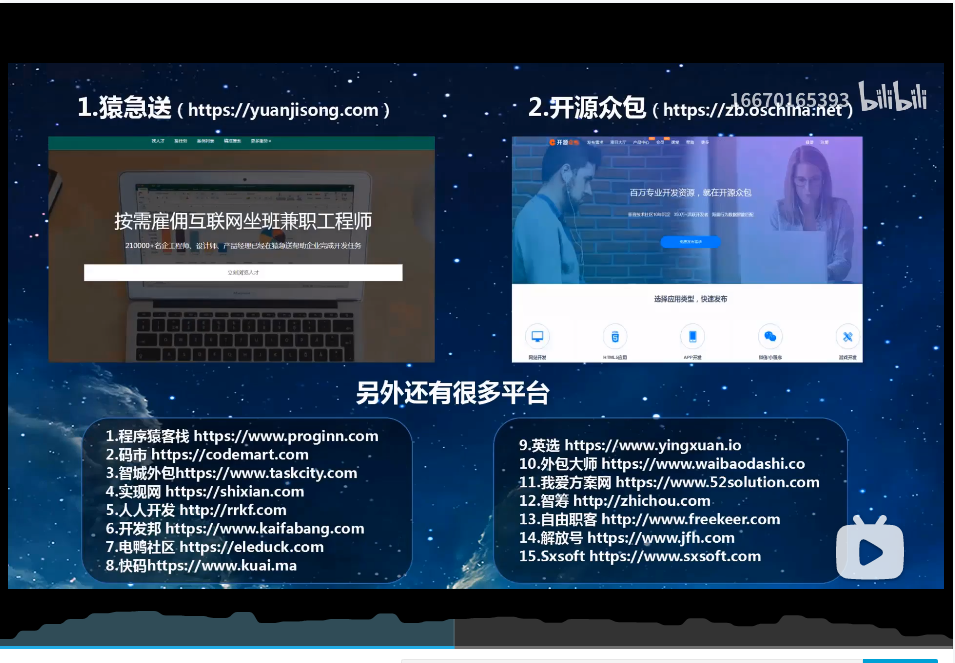 1.猿急送（https://yuanjisong.com）
2.开源众包（https://zb.oschina.net）
16670165393
bilibili
按需雇佣互联网坐班兼职工程师
210000+名企工程师、设计师、产品经理已经在猿急送帮助企业完成开发任务
立刻浏览人才
开源众包
百万专业开发资源，就在开源众包
选择应用类型，快速发布
网站开发
HTML5应用
APP开发
微信小程序
游戏开发
另外还有很多平台
1.程序猿客栈 https://www.proginn.com
2.码市 https://codemart.com
3.智城外包https://www.taskcity.com
4.实现网 https://shixian.com
5.人人开发 http://rrkf.com
6.开发邦 https://www.kaifabang.com
7.电鸭社区 https://eleduck.com
8.快码https://www.kuai.ma
9.英选 https://www.yingxuan.io
10.外包大师 https://www.waibaodashi.co
11.我爱方案网 https://www.52solution.com
12.智筹 http://zhichou.com
13.自由职客 http://www.freekeer.com
14.解放号 https://www.jfh.com
15.Sxsoft https://www.sxsoft.com